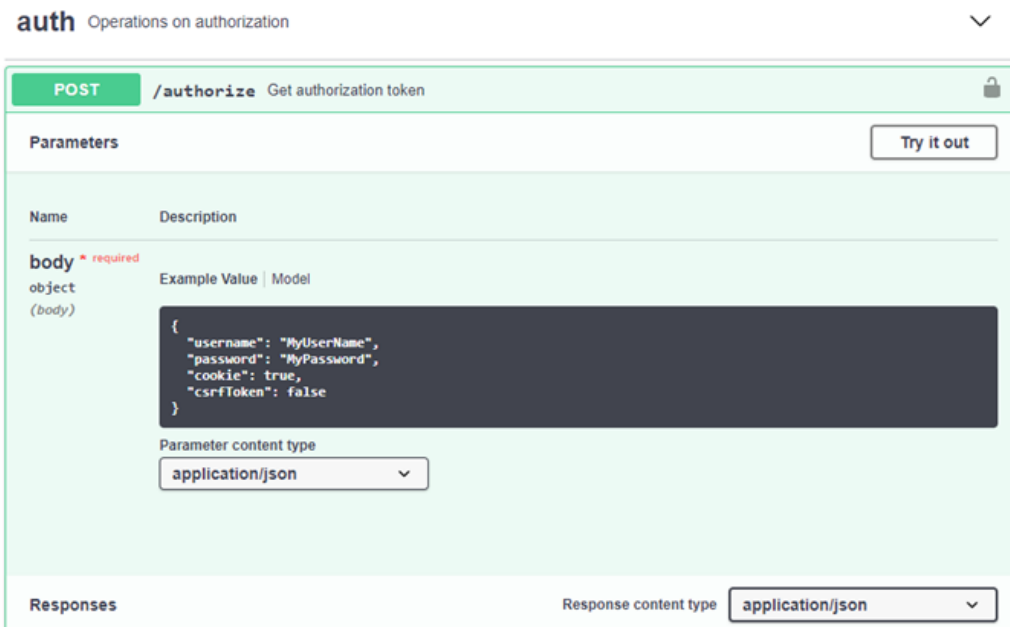 auth Operations on authorization
POST /authorize Get authorization token
Parameters Try it out
Name Description
body * required
object
(body)
Example Value | Model
{
  "username": "MyUserName",
  "password": "MyPassword",
  "cookie": true,
  "csrfToken": false
}
Parameter content type
application/json
Responses Response content type application/json